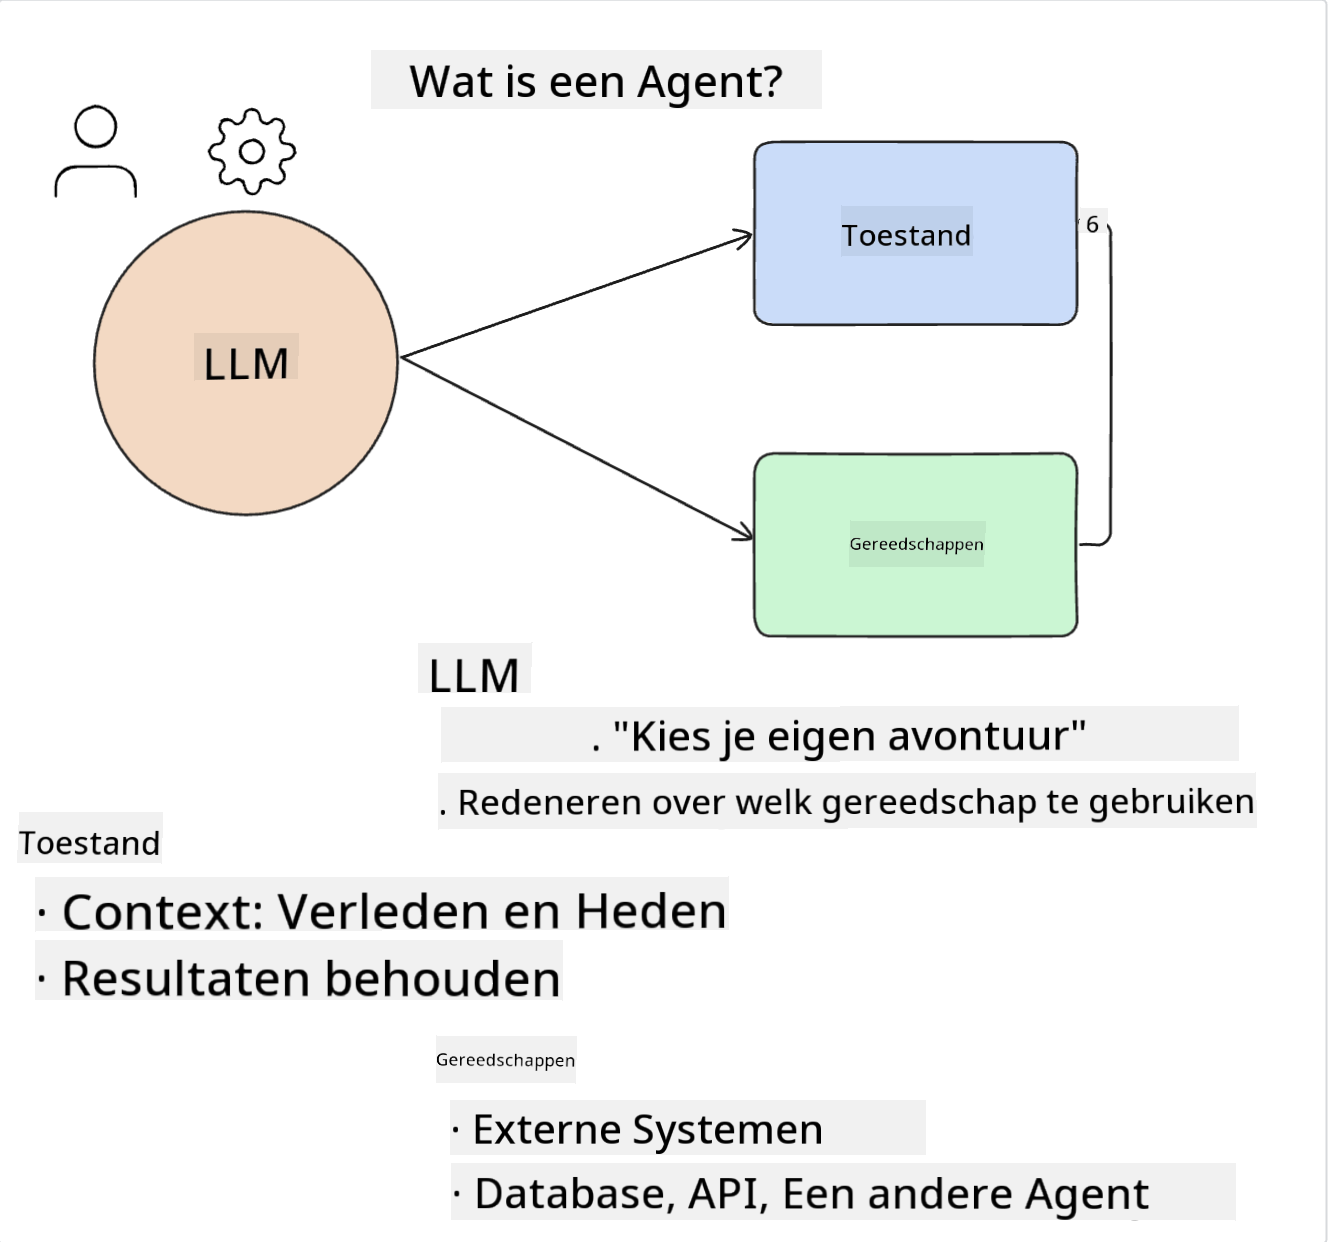 Wat is een Agent?
Toestand
6
LLM
Gereedschappen
LLM
. "Kies je eigen avontuur"
. Redeneren over welk gereedschap te gebruiken
Toestand
· Context: Verleden en Heden
· Resultaten behouden
Gereedschappen
· Externe Systemen
· Database, API, Een andere Agent